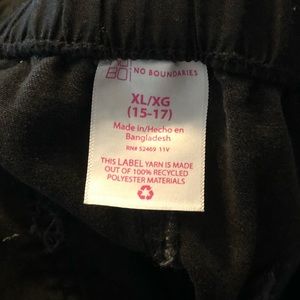 NO BOUNDARIES
XL/XG
(15-17)
Made in/Hecho en
Bangladesh
RN# 52469 11V
THIS LABEL YARN IS MADE
OUT OF 100% RECYCLED
POLYESTER MATERIALS